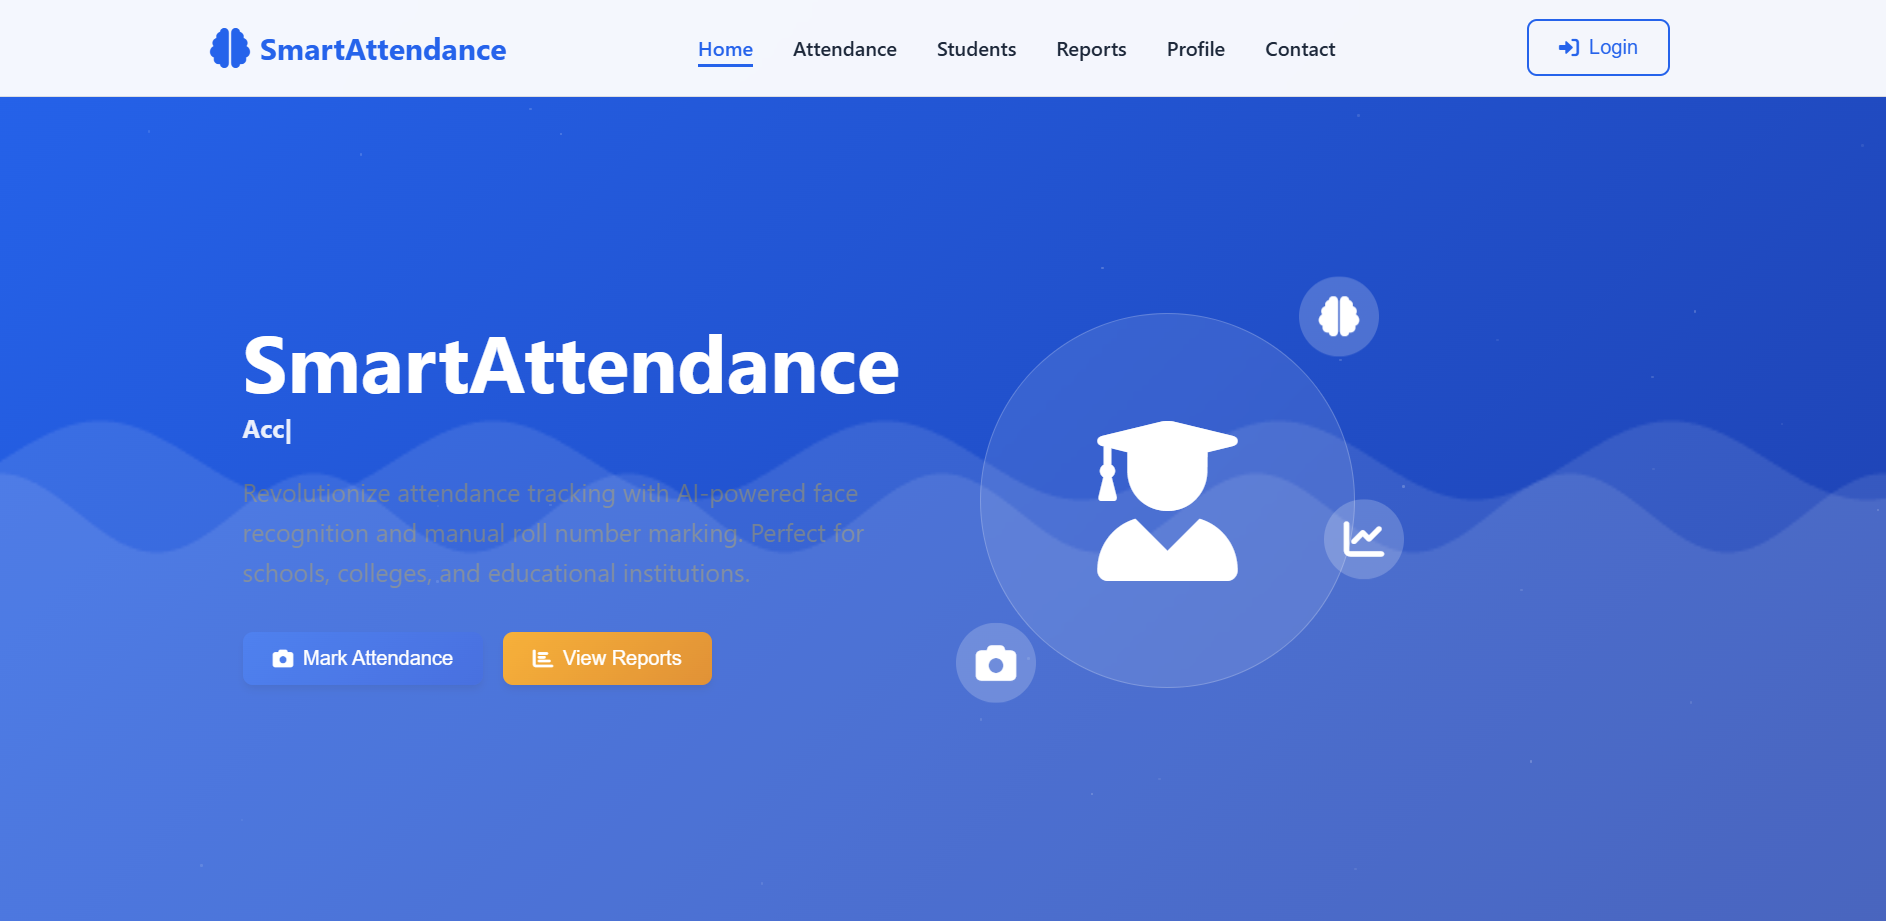 SmartAttendance
Home
Attendance
Students
Reports
Profile
Contact
Login
SmartAttendance
Acc|
Revolutionize attendance tracking with AI-powered face
recognition and manual roll number marking. Perfect for
schools, colleges, and educational institutions.
Mark Attendance
View Reports